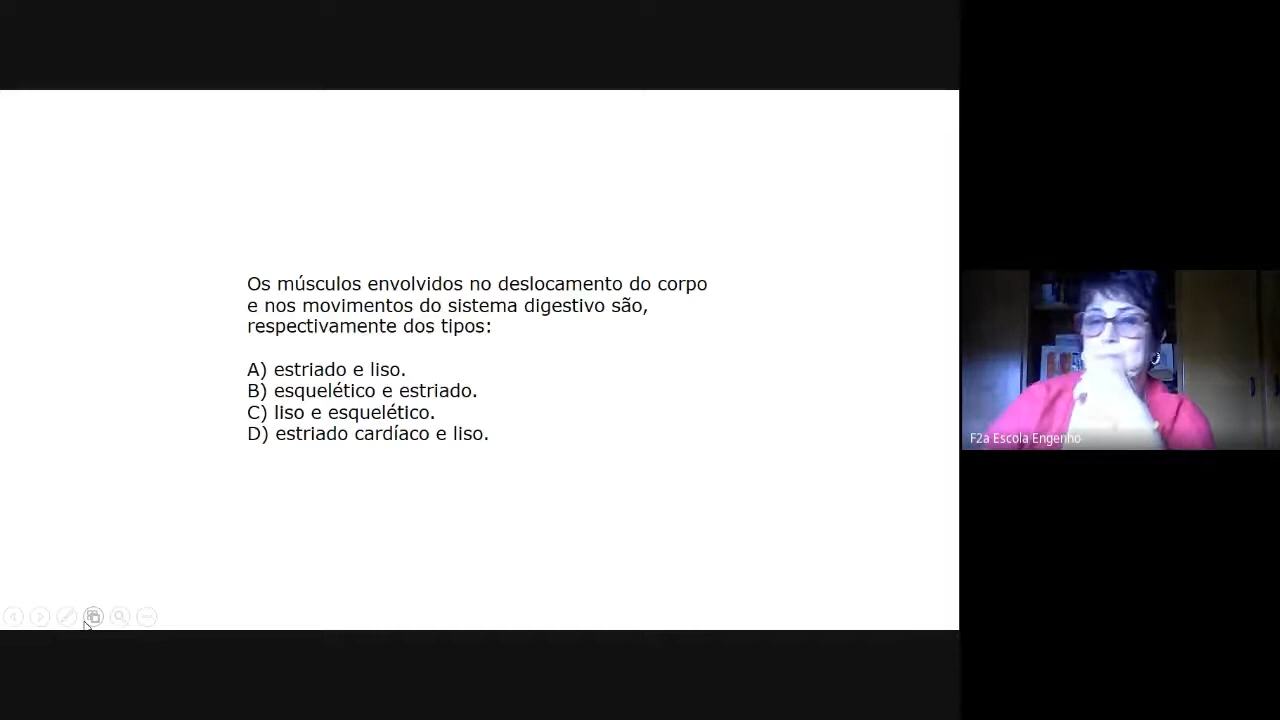 Os músculos envolvidos no deslocamento do corpo
e nos movimentos do sistema digestivo são,
respectivamente dos tipos:
A) estriado e liso.
B) esquelético e estriado.
C) liso e esquelético.
D) estriado cardíaco e liso.
F2a Escola Engenho